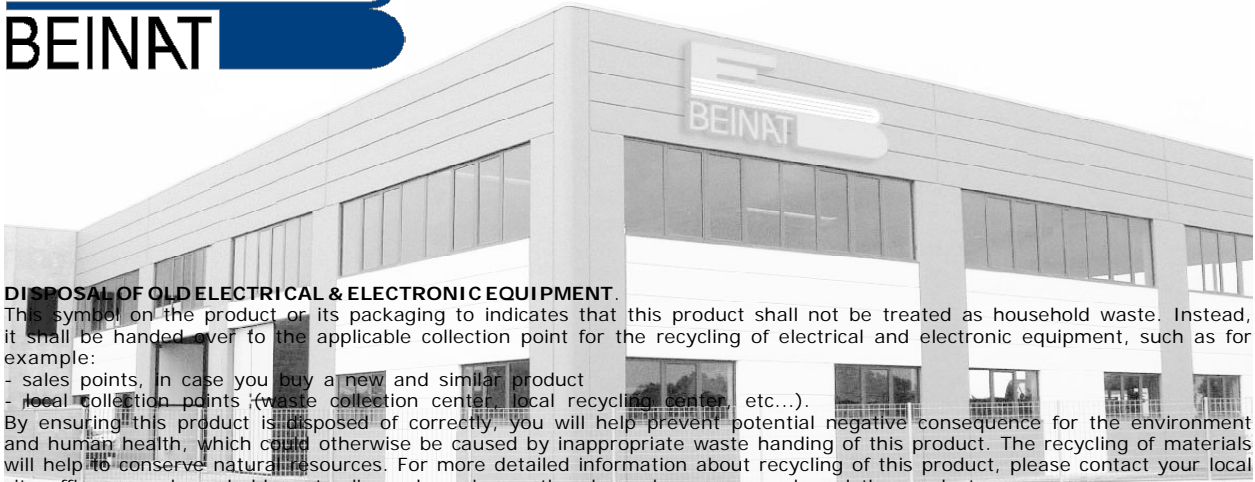 BEINAT
BEINAT
DISPOSAL OF OLD ELECTRICAL & ELECTRONIC EQUIPMENT.
This symbol on the product or its packaging to indicates that this product shall not be treated as household waste. Instead,
it shall be handed over to the applicable collection point for the recycling of electrical and electronic equipment, such as for
example:
- sales points, in case you buy a new and similar product
- local collection points (waste collection center, local recycling center, etc...).
By ensuring this product is disposed of correctly, you will help prevent potential negative consequence for the environment
and human health, which could otherwise be caused by inappropriate waste handing of this product. The recycling of materials
will help to conserve natural resources. For more detailed information about recycling of this product, please contact your local